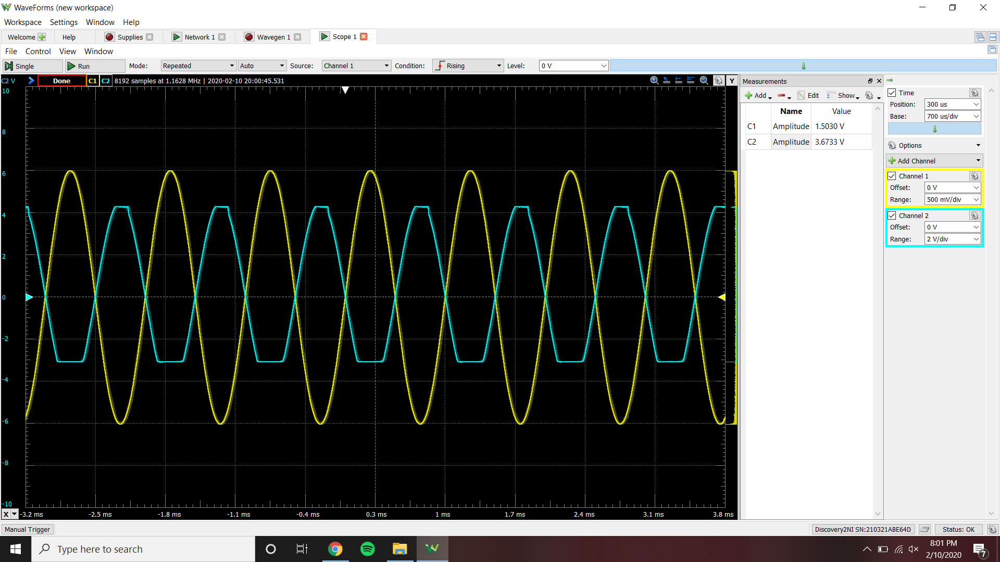 WaveForms (new workspace)
Workspace Settings Window Help
Welcome Help Supplies Network 1 Wavegen 1 Scope 1
File Control View Window
Single Run Mode: Repeated Auto Source: Channel 1 Condition: Rising Level: 0 V
C2 V Done C1 C2 8192 samples at 1.1628 MHz | 2020-02-10 20:00:45.531 Y
10
8
6
4
2
0
-2
-4
-6
-8
-10
X -3.2 ms -2.5 ms -1.8 ms -1.1 ms -0.4 ms 0.3 ms 1 ms 1.7 ms 2.4 ms 3.1 ms 3.8 ms
Measurements
Add Edit Show
Name Value
C1 Amplitude 1.5030 V
C2 Amplitude 3.6733 V
Time
Position: 300 us
Base: 700 us/div
Options
Add Channel
Channel 1
Offset: 0 V
Range: 500 mV/div
Channel 2
Offset: 0 V
Range: 2 V/div
Manual Trigger Discovery2NI SN:210321ABE64D Status: OK
Type here to search
8:01 PM
2/10/2020
7